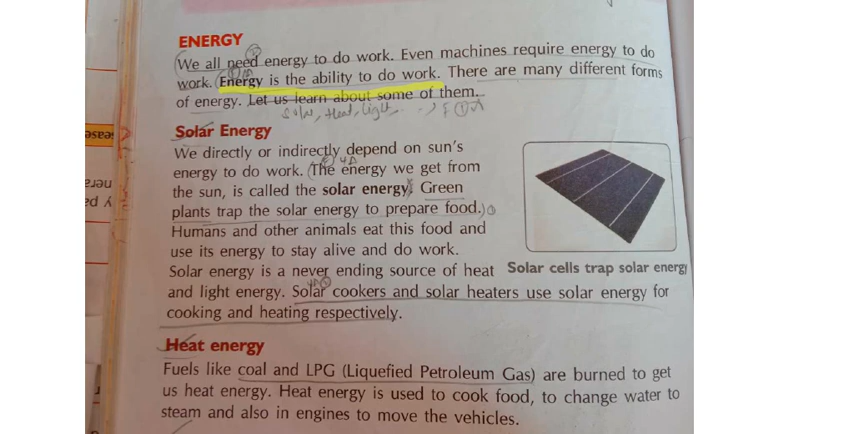 ENERGY
We all need energy to do work. Even machines require energy to do
work. Energy is the ability to do work. There are many different forms
of energy. Let us learn about some of them.
Solar, Heat, Light
Solar Energy
We directly or indirectly depend on sun's
energy to do work. The energy we get from
the sun, is called the solar energy. Green
plants trap the solar energy to prepare food.
Humans and other animals eat this food and
use its energy to stay alive and do work.
Solar energy is a never ending source of heat
Solar cells trap solar energy
and light energy. Solar cookers and solar heaters use solar energy for
cooking and heating respectively.
Heat energy
Fuels like coal and LPG (Liquefied Petroleum Gas) are burned to get
us heat energy. Heat energy is used to cook food, to change water to
steam and also in engines to move the vehicles.